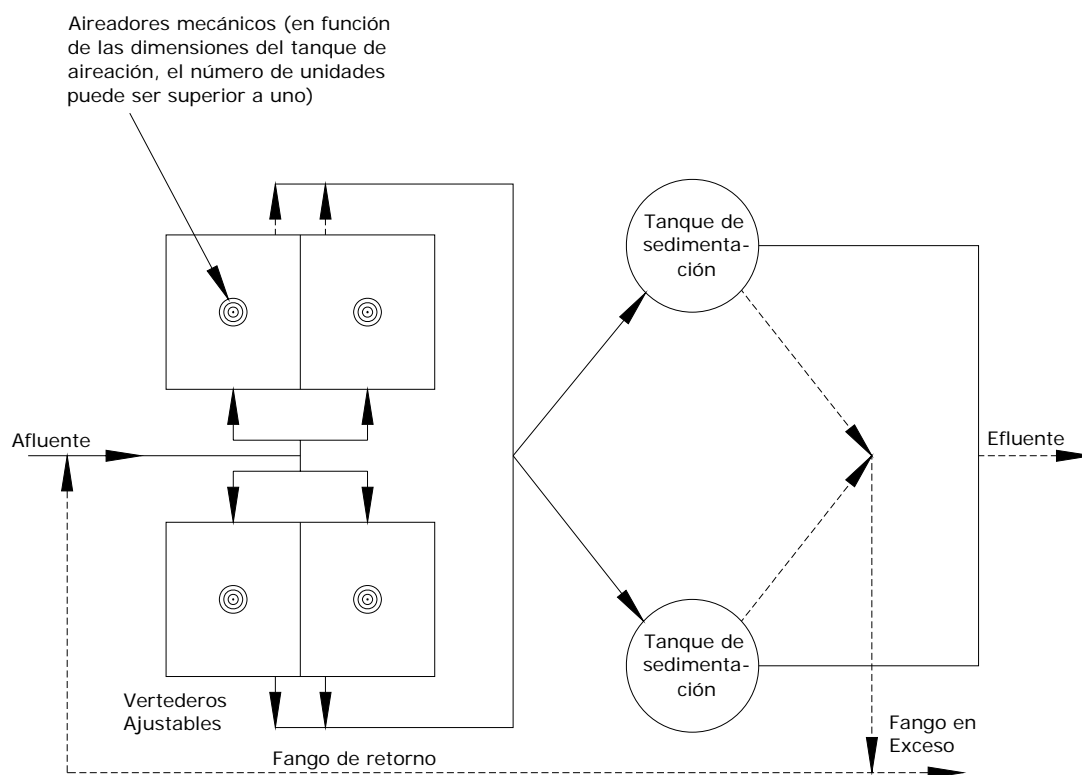 Aireadores mecánicos (en función
de las dimensiones del tanque de
aireación, el número de unidades
puede ser superior a uno)
Tanque de
sedimenta-
ción
Afluente
Efluente
Tanque de
sedimenta-
ción
Vertederos
Ajustables
Fango en
Exceso
Fango de retorno